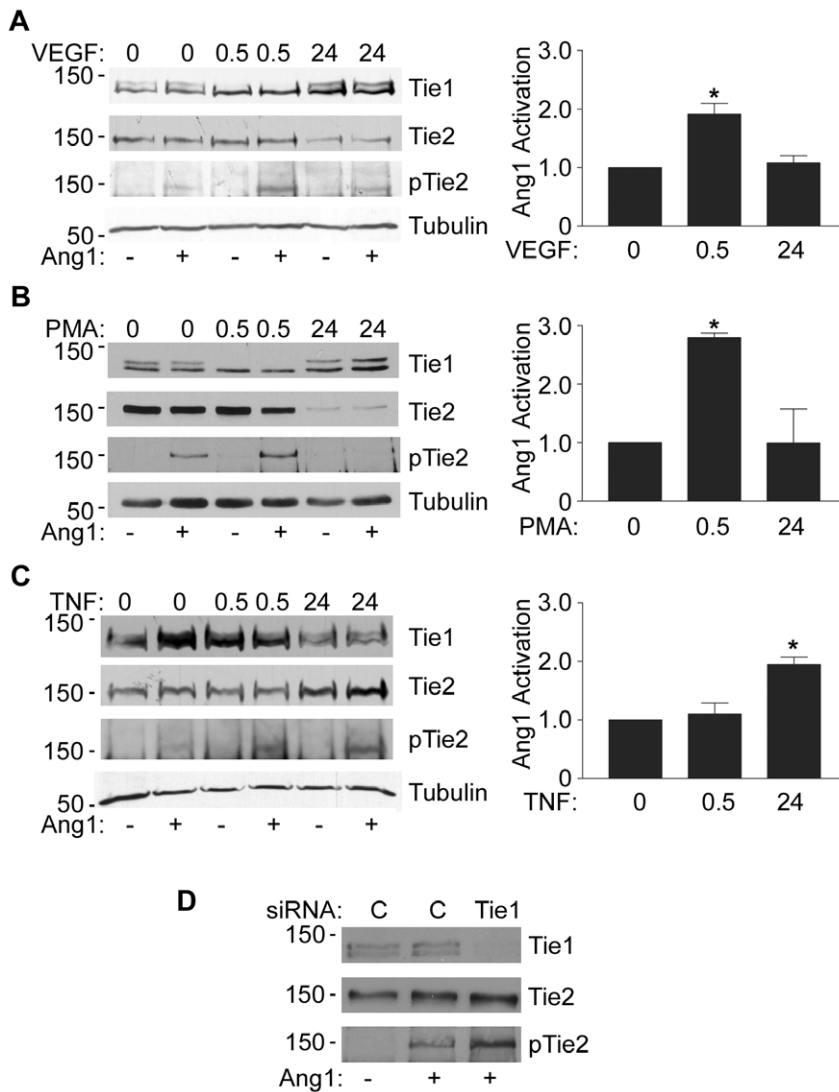 A
VEGF: 0 0 0.5 0.5 24 24
150 - Tie1
150 - Tie2
150 - pTie2
50 - Tubulin
Ang1: - + - + - +
Ang1 Activation
3.0
2.0
1.0
0
*
VEGF: 0 0.5 24
B
PMA: 0 0 0.5 0.5 24 24
150 - Tie1
150 - Tie2
150 - pTie2
50 - Tubulin
Ang1: - + - + - +
Ang1 Activation
3.0
2.0
1.0
0
*
PMA: 0 0.5 24
C
TNF: 0 0 0.5 0.5 24 24
150 - Tie1
150 - Tie2
150 - pTie2
50 - Tubulin
Ang1: - + - + - +
Ang1 Activation
3.0
2.0
1.0
0
*
TNF: 0 0.5 24
D
siRNA: C C Tie1
150 - Tie1
150 - Tie2
150 - pTie2
Ang1: - + +